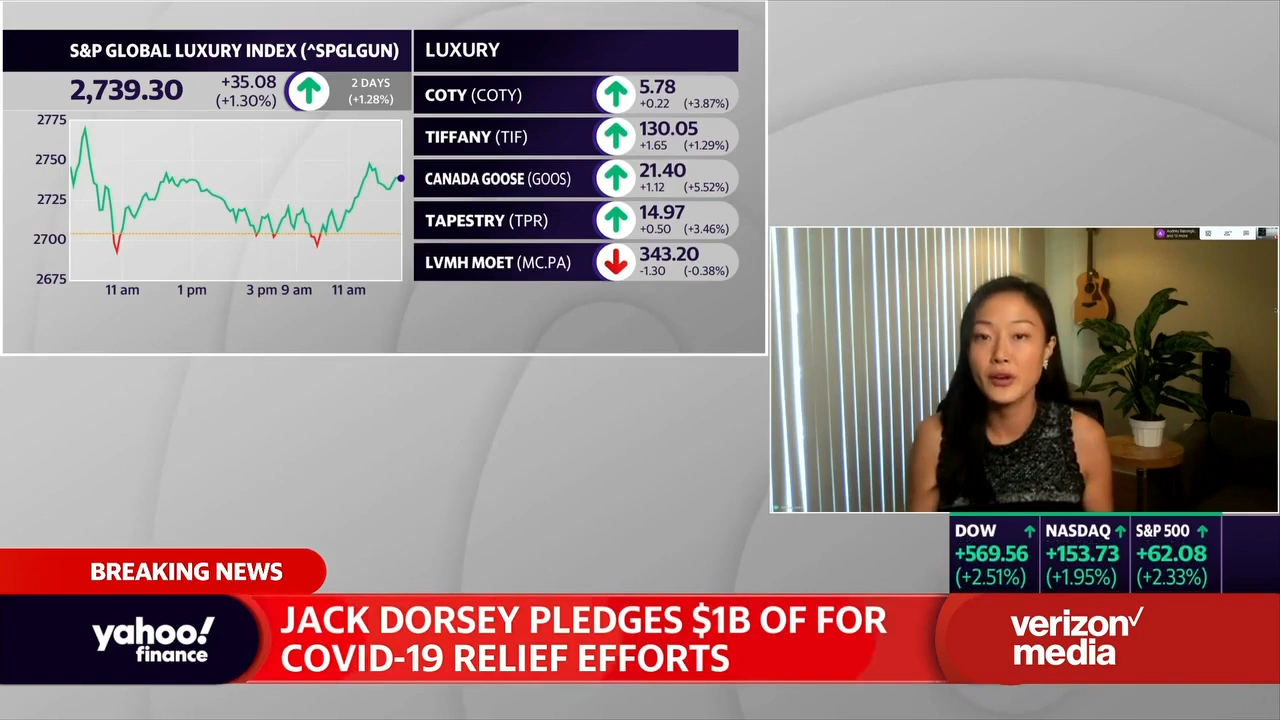 S&P GLOBAL LUXURY INDEX (^SPGLGUN)
2,739.30
+35.08
(+1.30%)
2 DAYS
(+1.28%)
2775
2750
2725
2700
2675
11 am 1 pm 3 pm 9 am 11 am
LUXURY
COTY (COTY) 5.78
+0.22 (+3.87%)
TIFFANY (TIF) 130.05
+1.65 (+1.29%)
CANADA GOOSE (GOOS) 21.40
+1.12 (+5.52%)
TAPESTRY (TPR) 14.97
+0.50 (+3.46%)
LVMH MOET (MC.PA) 343.20
-1.30 (-0.38%)
DOW
+569.56
(+2.51%)
NASDAQ
+153.73
(+1.95%)
S&P 500
+62.08
(+2.33%)
BREAKING NEWS
yahoo!
finance
JACK DORSEY PLEDGES $1B OF FOR
COVID-19 RELIEF EFFORTS
verizon
media